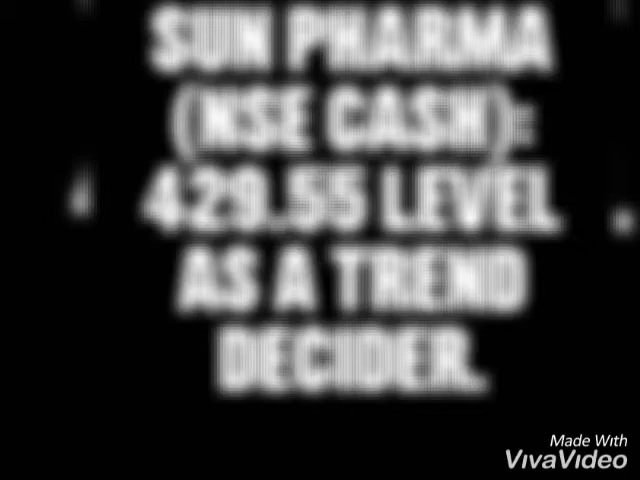 SUN PHARMA
(NSE CASH):
429.55 LEVEL
AS A TREND
DECIDER.
Made With
VivaVideo